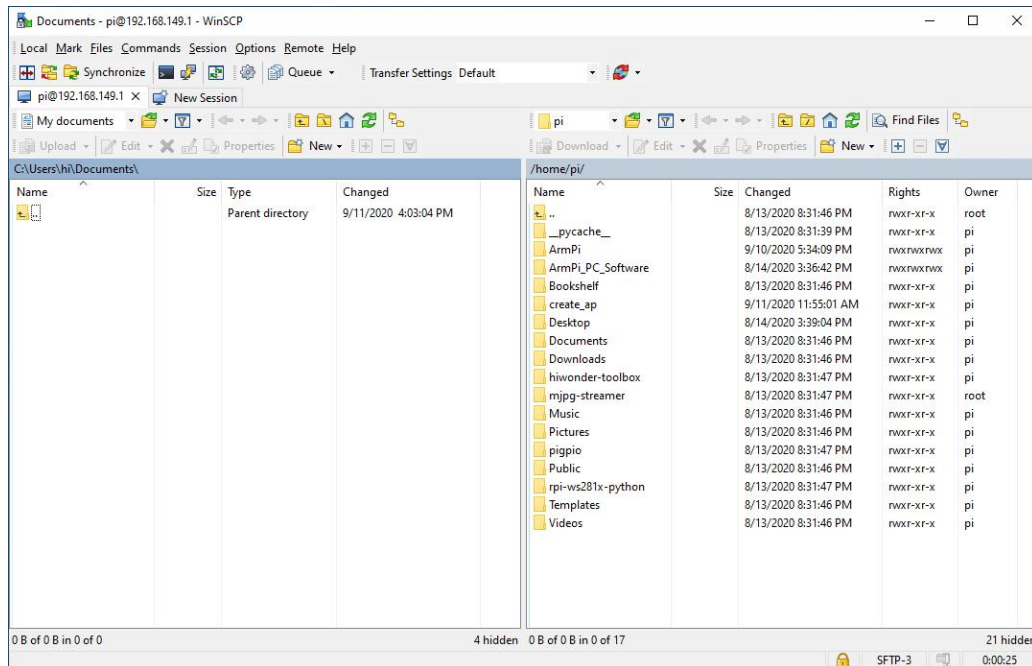 Documents - pi@192.168.149.1 - WinSCP
Local Mark Files Commands Session Options Remote Help
Synchronize Queue Transfer Settings Default
pi@192.168.149.1 New Session
My documents
Upload Edit Properties New
C:\Users\hi\Documents\
Name Size Type Changed
.. Parent directory 9/11/2020 4:03:04 PM
0 B of 0 B in 0 of 0 4 hidden
pi Find Files
Download Edit Properties New
/home/pi/
Name Size Changed Rights Owner
.. 8/13/2020 8:31:46 PM rwxr-xr-x root
__pycache__ 8/13/2020 8:31:39 PM rwxr-xr-x pi
ArmPi 9/10/2020 5:34:09 PM rwxrwxrwx pi
ArmPi_PC_Software 8/14/2020 3:36:42 PM rwxrwxrwx pi
Bookshelf 8/13/2020 8:31:46 PM rwxr-xr-x pi
create_ap 9/11/2020 11:55:01 AM rwxr-xr-x pi
Desktop 8/14/2020 3:39:04 PM rwxr-xr-x pi
Documents 8/13/2020 8:31:46 PM rwxr-xr-x pi
Downloads 8/13/2020 8:31:46 PM rwxr-xr-x pi
hiwonder-toolbox 8/13/2020 8:31:47 PM rwxr-xr-x pi
mjpg-streamer 8/13/2020 8:31:47 PM rwxr-xr-x root
Music 8/13/2020 8:31:46 PM rwxr-xr-x pi
Pictures 8/13/2020 8:31:46 PM rwxr-xr-x pi
pigpio 8/13/2020 8:31:47 PM rwxr-xr-x pi
Public 8/13/2020 8:31:46 PM rwxr-xr-x pi
rpi-ws281x-python 8/13/2020 8:31:47 PM rwxr-xr-x pi
Templates 8/13/2020 8:31:46 PM rwxr-xr-x pi
Videos 8/13/2020 8:31:46 PM rwxr-xr-x pi
0 B of 0 B in 0 of 17 21 hidden
SFTP-3 0:00:25